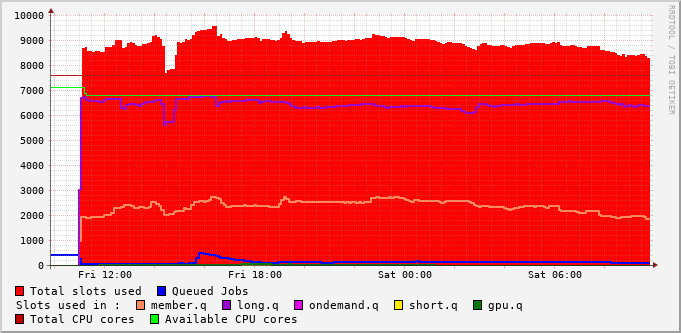 RRDTOOL / TOBI OETIKER
10000
9000
8000
7000
6000
5000
4000
3000
2000
1000
0
Fri 12:00 Fri 18:00 Sat 00:00 Sat 06:00
Total slots used Queued Jobs
Slots used in : member.q long.q ondemand.q short.q gpu.q
Total CPU cores Available CPU cores